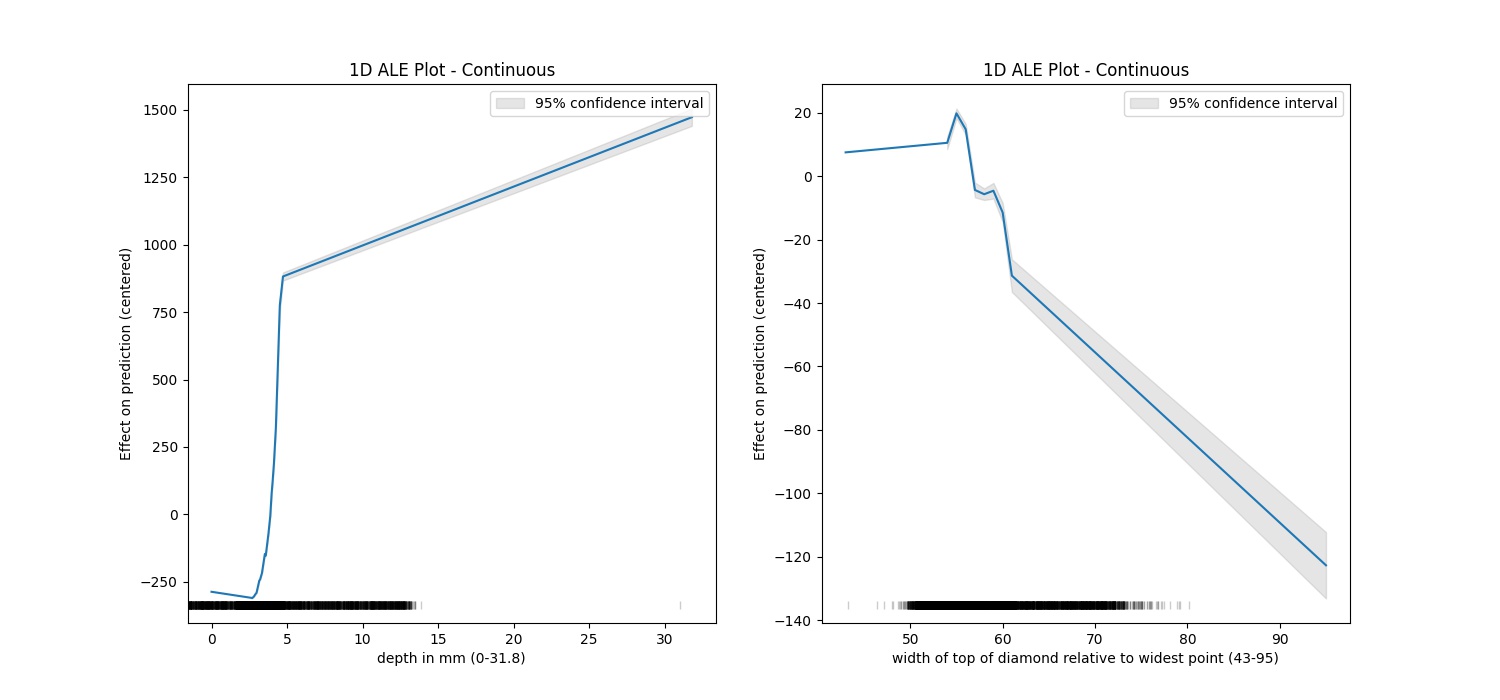 1D ALE Plot - Continuous
95% confidence interval
1500
1250
1000
750
500
250
0
−250
Effect on prediction (centered)
0 5 10 15 20 25 30
depth in mm (0-31.8)
1D ALE Plot - Continuous
95% confidence interval
20
0
−20
−40
−60
−80
−100
−120
−140
Effect on prediction (centered)
50 60 70 80 90
width of top of diamond relative to widest point (43-95)